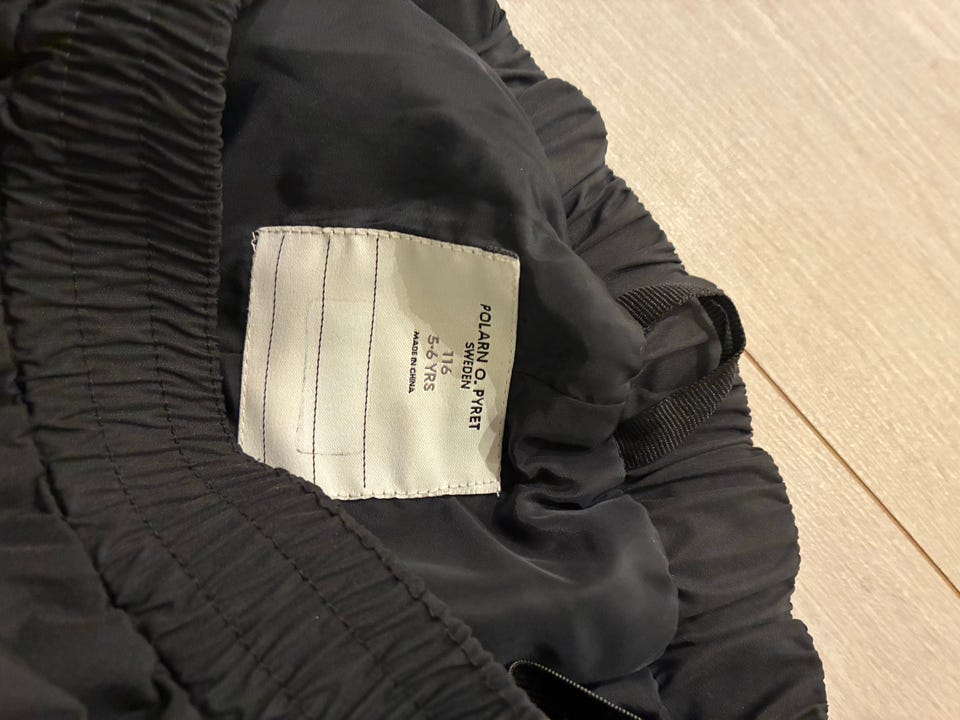 POLARN O. PYRET
SWEDEN
116
5-6 YRS
MADE IN CHINA